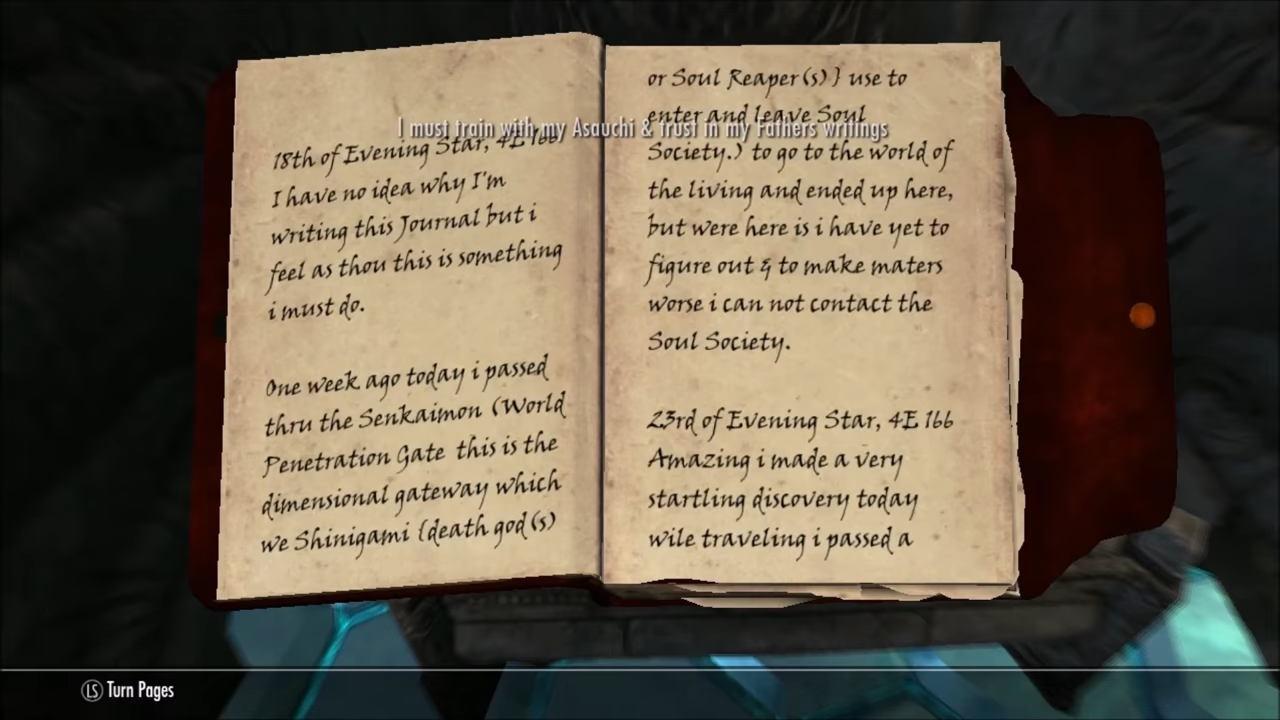 18th of Evening Star, 4E 166
I have no idea why I'm
writing this Journal but i
feel as thou this is something
i must do.
One week ago today i passed
thru the Senkaimon (World
Penetration Gate this is the
dimensional gateway which
we Shinigami {death god(s)
or Soul Reaper(s)} use to
enter and leave Soul
Society.) to go to the world of
the living and ended up here,
but were here is i have yet to
figure out & to make maters
worse i can not contact the
Soul Society.
23rd of Evening Star, 4E 166
Amazing i made a very
startling discovery today
wile traveling i passed a
I must train with my Asauchi & trust in my Fathers writings
LS Turn Pages